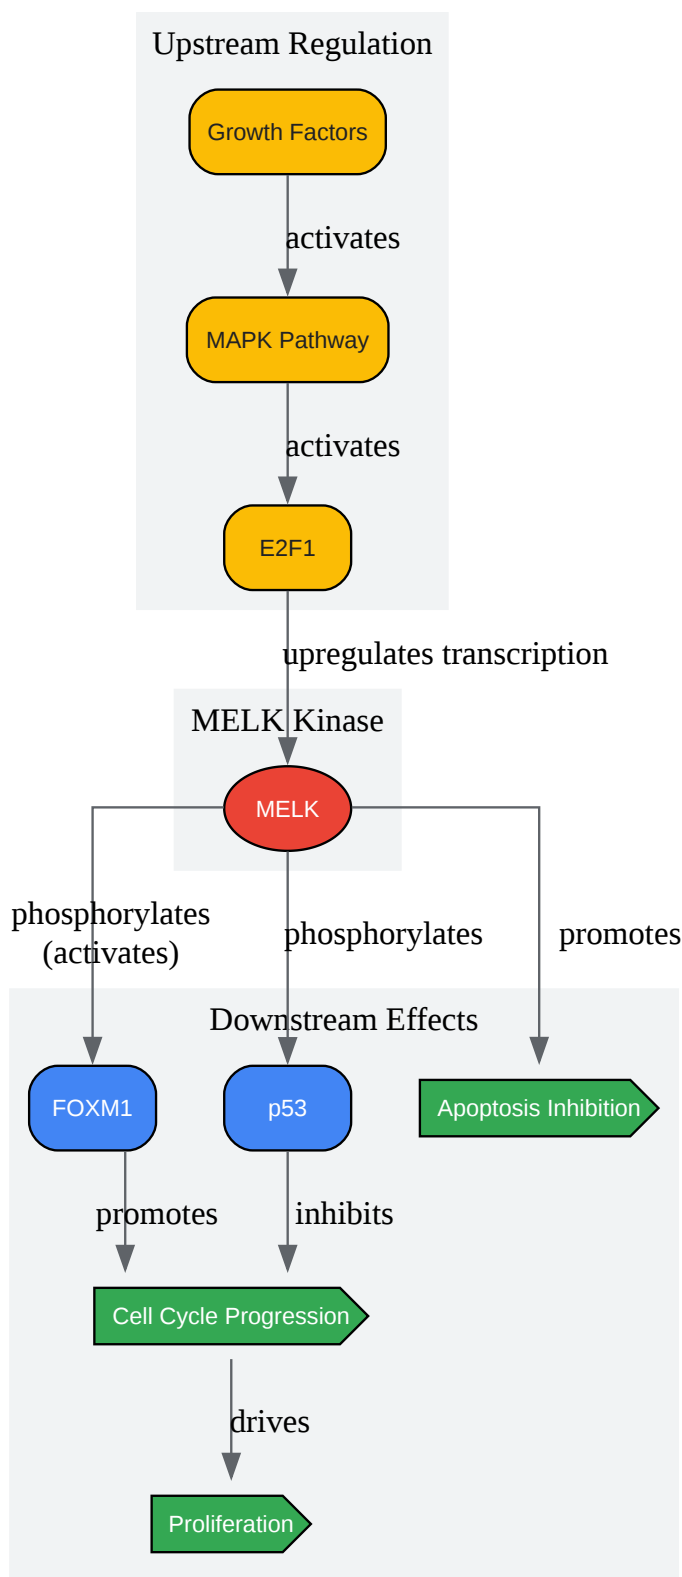 Upstream Regulation
Growth Factors
activates
MAPK Pathway
activates
E2F1
upregulates transcription
MELK Kinase
MELK
phosphorylates
(activates)
phosphorylates
promotes
Downstream Effects
FOXM1
p53
Apoptosis Inhibition
promotes
inhibits
Cell Cycle Progression
drives
Proliferation